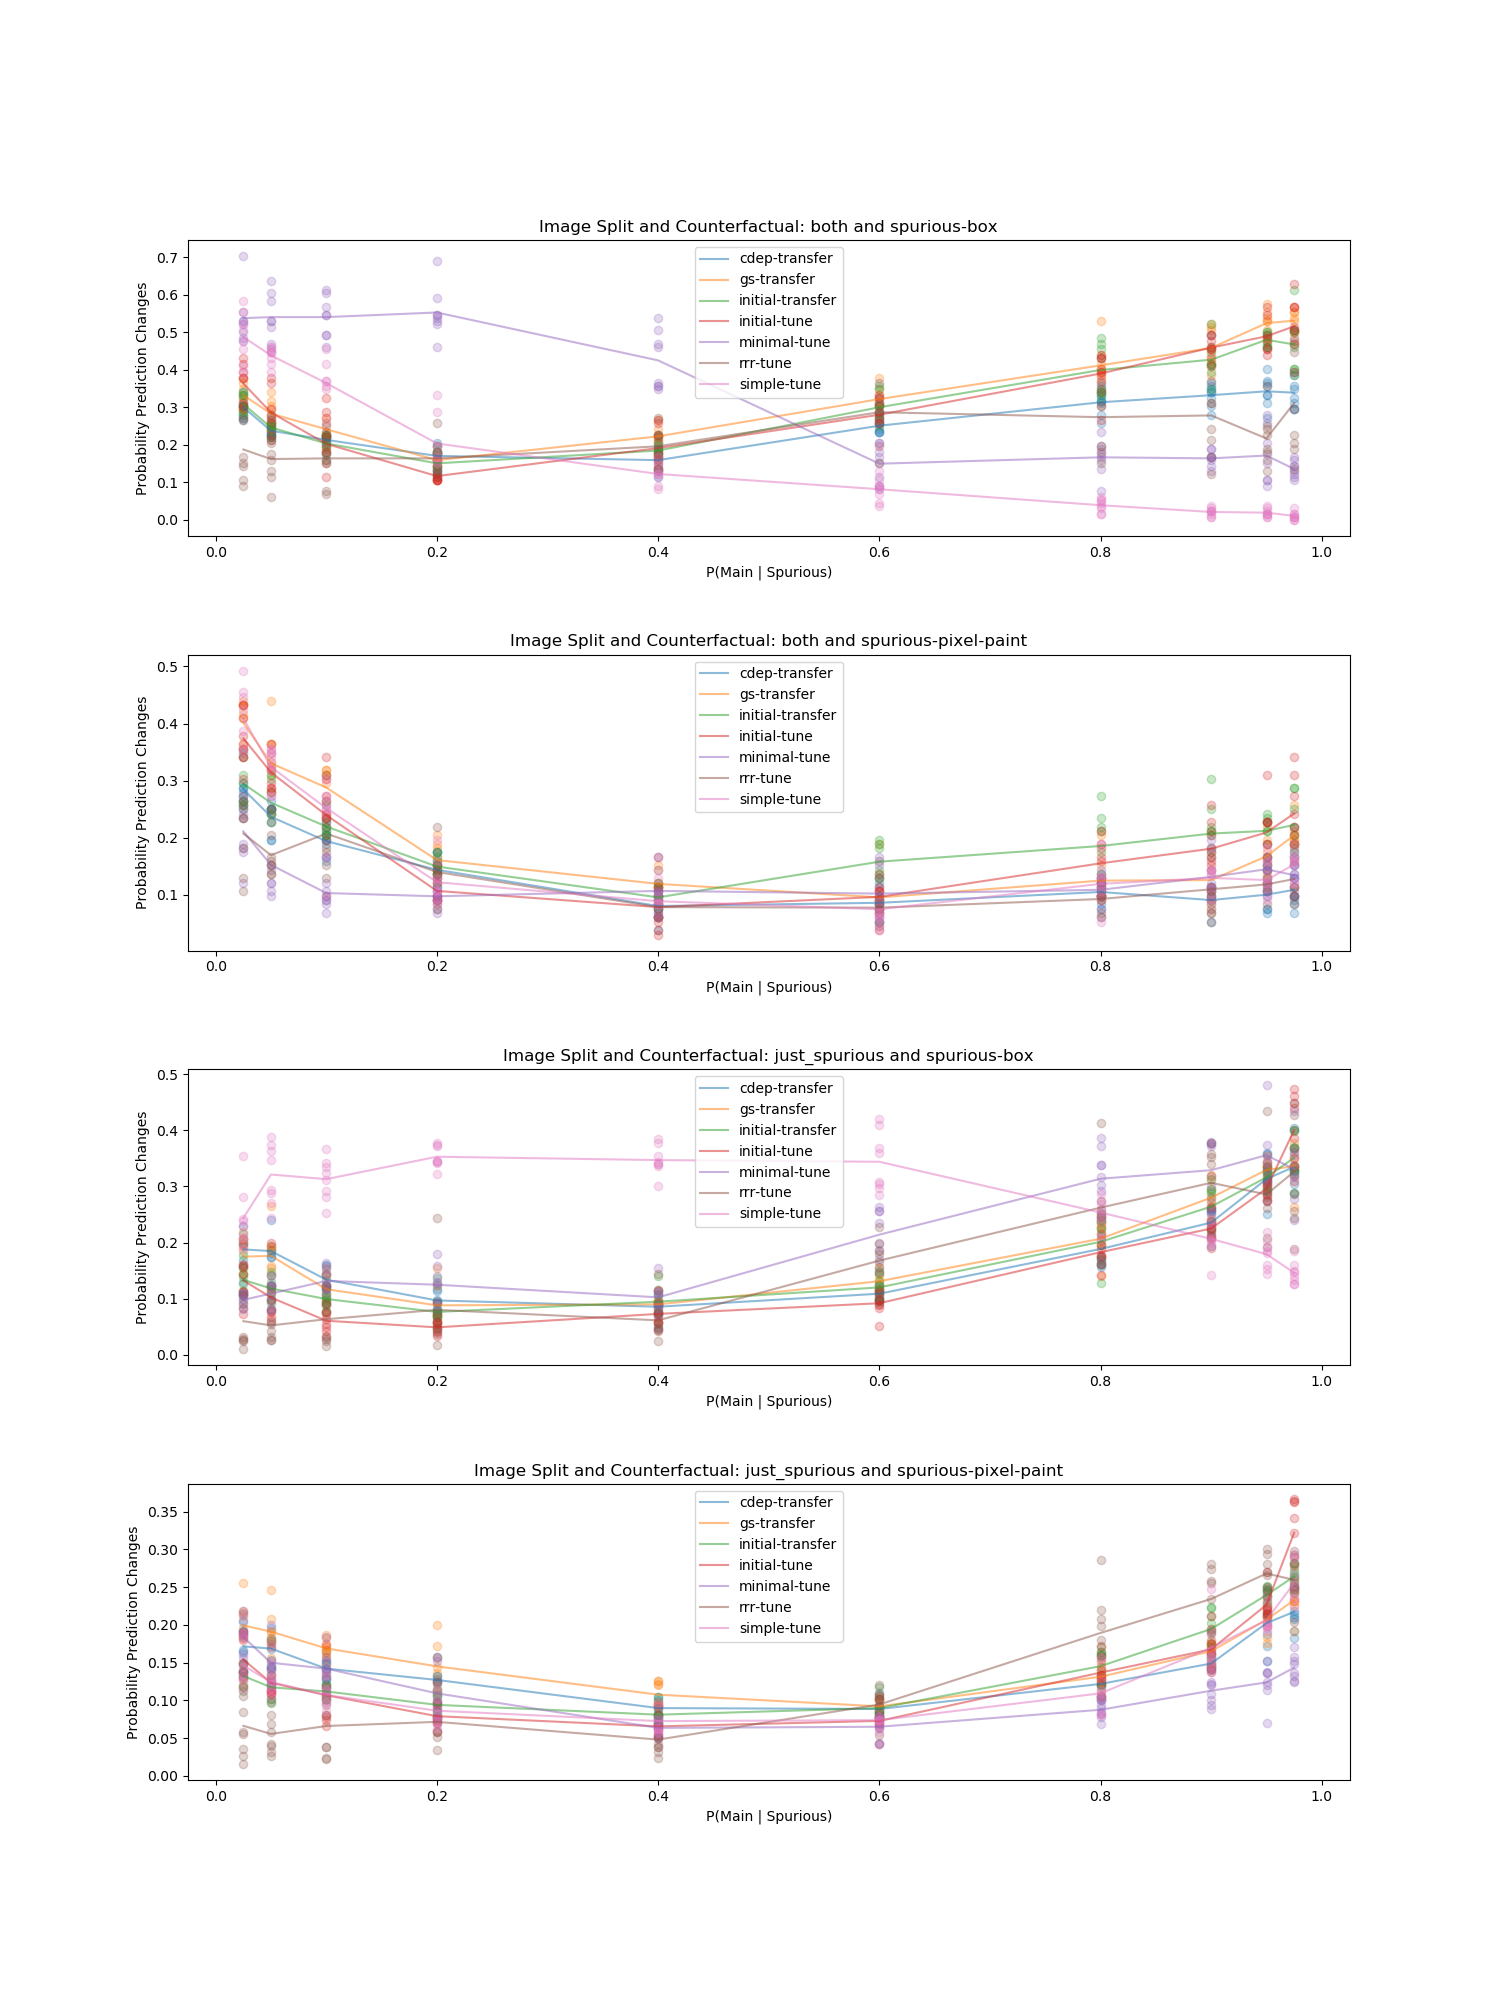 Image Split and Counterfactual: both and spurious-box
Probability Prediction Changes
0.7
0.6
0.5
0.4
0.3
0.2
0.1
0.0
cdep-transfer
gs-transfer
initial-transfer
initial-tune
minimal-tune
rrr-tune
simple-tune
0.0 0.2 0.4 0.6 0.8 1.0
P(Main | Spurious)
Image Split and Counterfactual: both and spurious-pixel-paint
Probability Prediction Changes
0.5
0.4
0.3
0.2
0.1
cdep-transfer
gs-transfer
initial-transfer
initial-tune
minimal-tune
rrr-tune
simple-tune
0.0 0.2 0.4 0.6 0.8 1.0
P(Main | Spurious)
Image Split and Counterfactual: just_spurious and spurious-box
Probability Prediction Changes
0.5
0.4
0.3
0.2
0.1
0.0
cdep-transfer
gs-transfer
initial-transfer
initial-tune
minimal-tune
rrr-tune
simple-tune
0.0 0.2 0.4 0.6 0.8 1.0
P(Main | Spurious)
Image Split and Counterfactual: just_spurious and spurious-pixel-paint
Probability Prediction Changes
0.35
0.30
0.25
0.20
0.15
0.10
0.05
0.00
cdep-transfer
gs-transfer
initial-transfer
initial-tune
minimal-tune
rrr-tune
simple-tune
0.0 0.2 0.4 0.6 0.8 1.0
P(Main | Spurious)